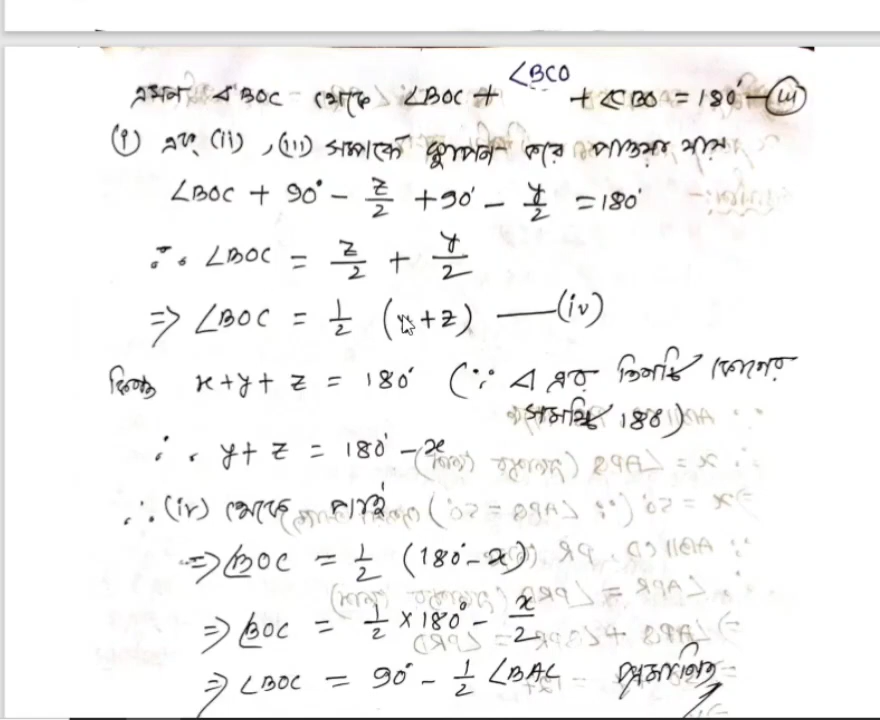 এখন △BOC থেকে ∠BOC + ∠BCO + ∠CBO = 180° —(iii)
(i) এবং (ii), (iii) সম্পর্কে স্থাপন করে পাওয়া যায়
∠BOC + 90° - z/2 + 90° - y/2 = 180°
∴ ∠BOC = z/2 + y/2
⇒ ∠BOC = 1/2 (y+z) —(iv)
কিন্তু x+y+z = 180° (∵ △ এর তিনটি কোণের
সমষ্টি 180)
∴ y+z = 180° - x
∴ (iv) থেকে পাই
⇒ ∠BOC = 1/2 (180° - x)
⇒ ∠BOC = 1/2 × 180° - x/2
⇒ ∠BOC = 90° - 1/2 ∠BAC প্রমাণিত